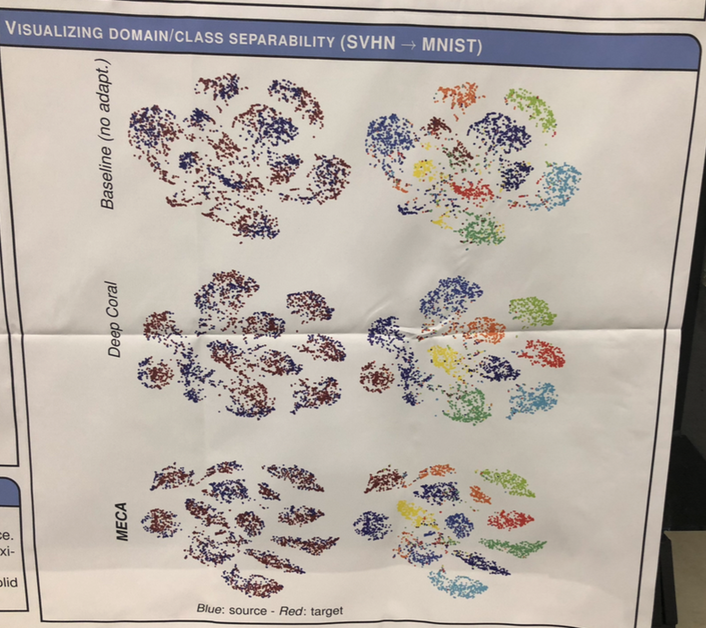 VISUALIZING DOMAIN/CLASS SEPARABILITY (SVHN → MNIST)
Baseline (no adapt.)
Deep Coral
MECA
ce.
xi-
olid
Blue: source - Red: target